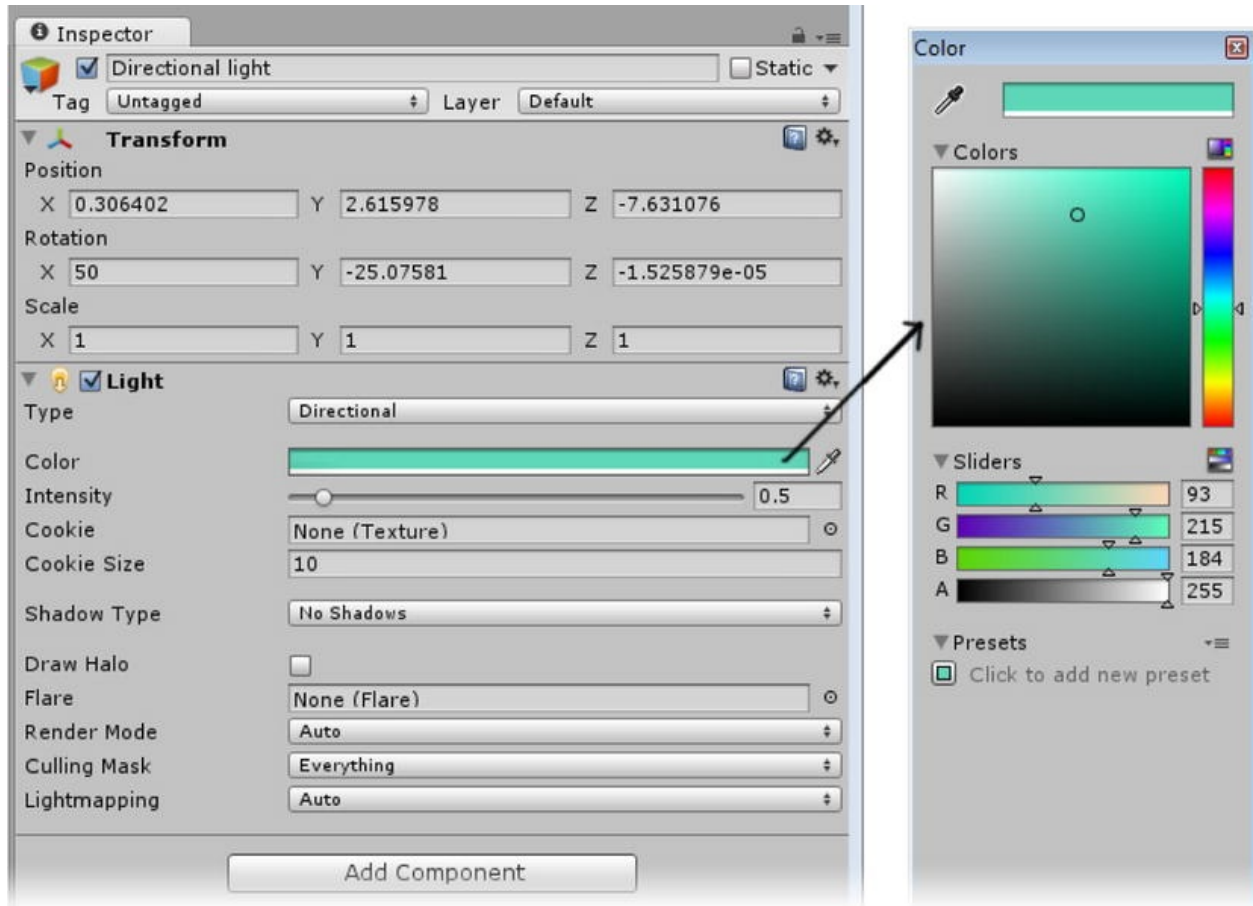 Inspector
Directional light Static
Tag Untagged Layer Default
Transform
Position
X 0.306402 Y 2.615978 Z -7.631076
Rotation
X 50 Y -25.07581 Z -1.525879e-05
Scale
X 1 Y 1 Z 1
Light
Type Directional
Color
Intensity 0.5
Cookie None (Texture)
Cookie Size 10
Shadow Type No Shadows
Draw Halo
Flare None (Flare)
Render Mode Auto
Culling Mask Everything
Lightmapping Auto
Add Component
Color
Colors
Sliders
R 93
G 215
B 184
A 255
Presets
Click to add new preset